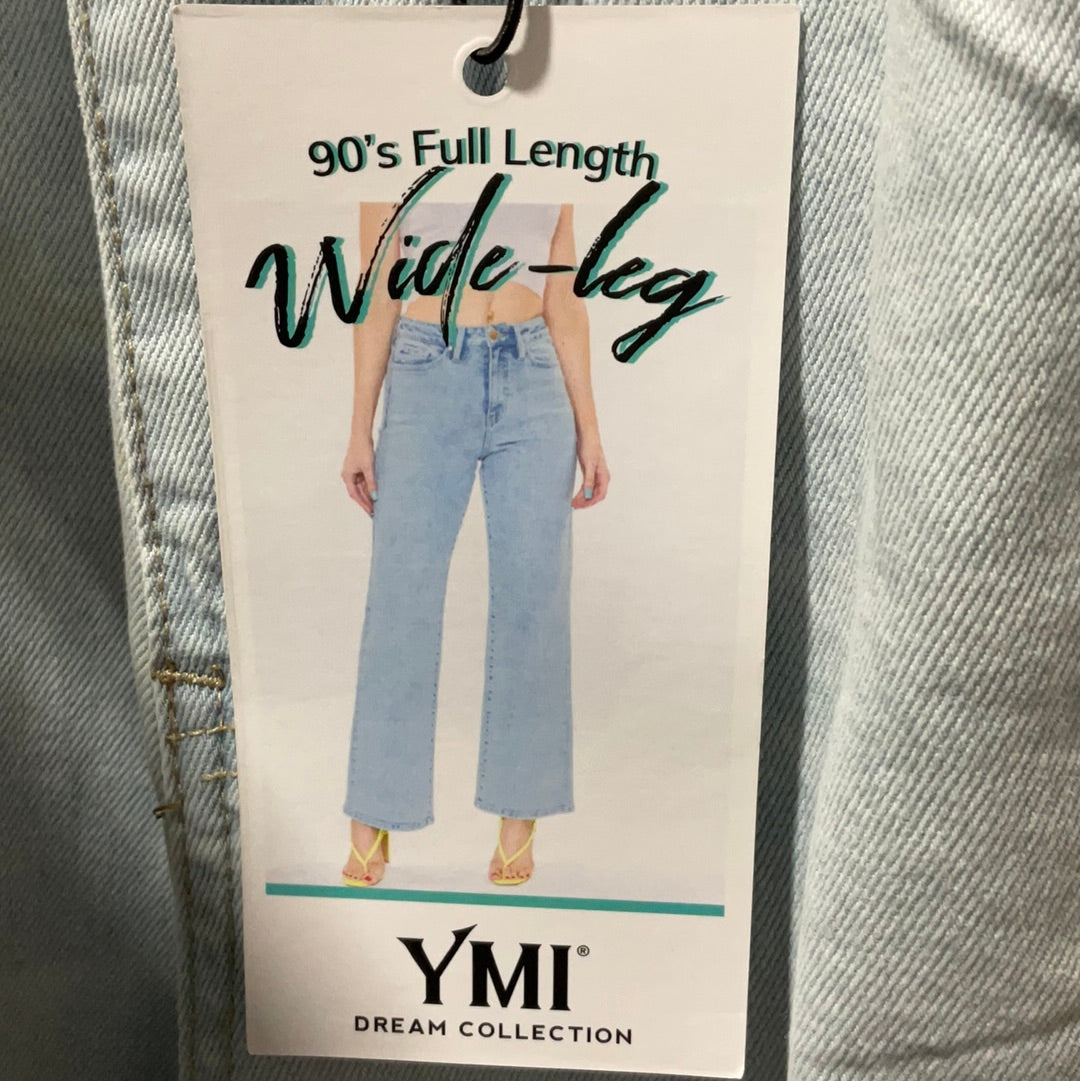 90's Full Length
Wide-leg
YMI®
DREAM COLLECTION